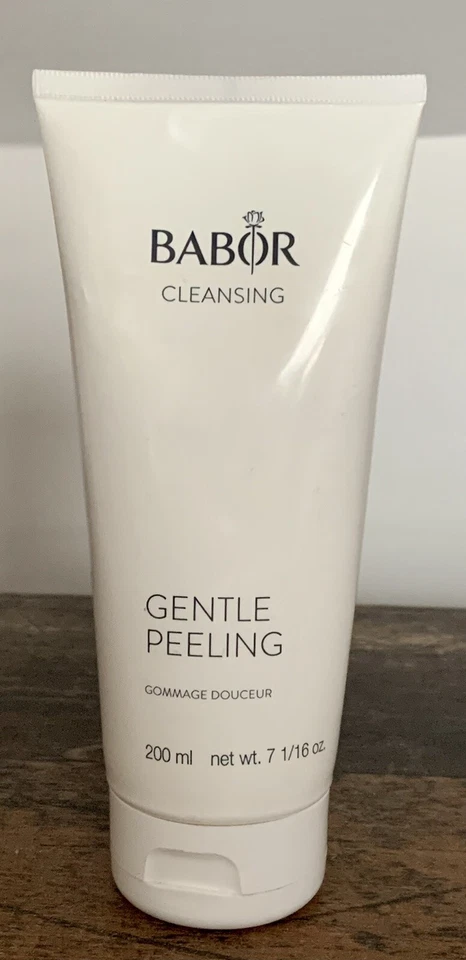 BABOR
CLEANSING
GENTLE
PEELING
GOMMAGE DOUCEUR
200 ml net wt. 7 1/16 oz.